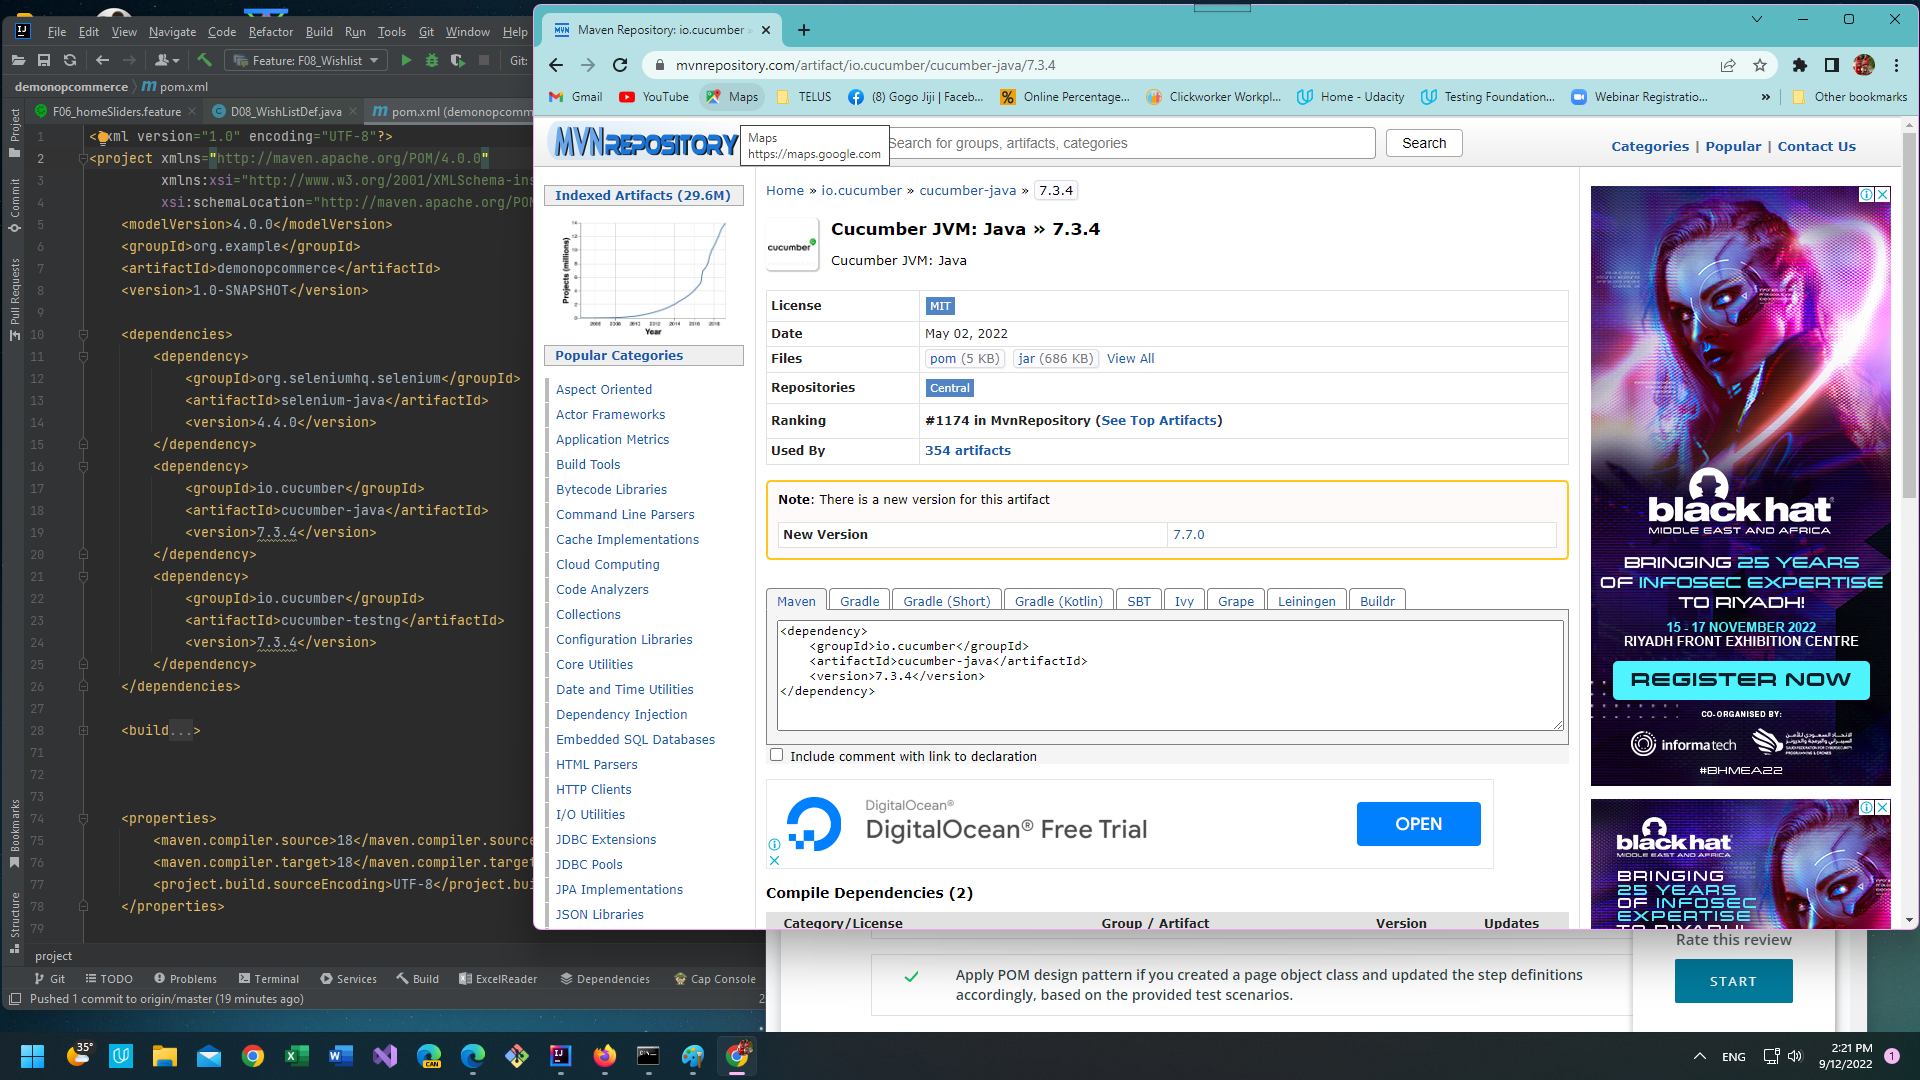 File Edit View Navigate Code Refactor Build Run Tools Git Window Help
Feature: F08_Wishlist
Git:
demonopcommerce
pom.xml
F06_homeSliders.feature
D08_WishListDef.java
pom.xml (demonopcomm
Project
Commit
Pull Requests
Bookmarks
Structure
1 <?xml version="1.0" encoding="UTF-8"?>
2 <project xmlns="http://maven.apache.org/POM/4.0.0"
3 xmlns:xsi="http://www.w3.org/2001/XMLSchema-ins
4 xsi:schemaLocation="http://maven.apache.org/POM
5 <modelVersion>4.0.0</modelVersion>
6 <groupId>org.example</groupId>
7 <artifactId>demonopcommerce</artifactId>
8 <version>1.0-SNAPSHOT</version>
9
10 <dependencies>
11 <dependency>
12 <groupId>org.seleniumhq.selenium</groupId>
13 <artifactId>selenium-java</artifactId>
14 <version>4.4.0</version>
15 </dependency>
16 <dependency>
17 <groupId>io.cucumber</groupId>
18 <artifactId>cucumber-java</artifactId>
19 <version>7.3.4</version>
20 </dependency>
21 <dependency>
22 <groupId>io.cucumber</groupId>
23 <artifactId>cucumber-testng</artifactId>
24 <version>7.3.4</version>
25 </dependency>
26 </dependencies>
27
28 <build...>
71
72
73
74 <properties>
75 <maven.compiler.source>18</maven.compiler.source
76 <maven.compiler.target>18</maven.compiler.target
77 <project.build.sourceEncoding>UTF-8</project.bui
78 </properties>
79
project
Git TODO Problems Terminal Services Build ExcelReader Dependencies Cap Console
Pushed 1 commit to origin/master (19 minutes ago)
Maven Repository: io.cucumber
mvnrepository.com/artifact/io.cucumber/cucumber-java/7.3.4
Gmail YouTube Maps TELUS (8) Gogo Jiji | Faceb... Online Percentage... Clickworker Workpl... Home - Udacity Testing Foundation... Webinar Registratio... » Other bookmarks
MVNREPOSITORY
Maps
https://maps.google.com
Search for groups, artifacts, categories
Search
Categories | Popular | Contact Us
Indexed Artifacts (29.6M)
Projects (millions)
Year
Popular Categories
Aspect Oriented
Actor Frameworks
Application Metrics
Build Tools
Bytecode Libraries
Command Line Parsers
Cache Implementations
Cloud Computing
Code Analyzers
Collections
Configuration Libraries
Core Utilities
Date and Time Utilities
Dependency Injection
Embedded SQL Databases
HTML Parsers
HTTP Clients
I/O Utilities
JDBC Extensions
JDBC Pools
JPA Implementations
JSON Libraries
Home » io.cucumber » cucumber-java » 7.3.4
cucumber
Cucumber JVM: Java » 7.3.4
Cucumber JVM: Java
License MIT
Date May 02, 2022
Files pom (5 KB) jar (686 KB) View All
Repositories Central
Ranking #1174 in MvnRepository (See Top Artifacts)
Used By 354 artifacts
Note: There is a new version for this artifact
New Version 7.7.0
Maven Gradle Gradle (Short) Gradle (Kotlin) SBT Ivy Grape Leiningen Buildr
<dependency>
<groupId>io.cucumber</groupId>
<artifactId>cucumber-java</artifactId>
<version>7.3.4</version>
</dependency>
Include comment with link to declaration
DigitalOcean®
DigitalOcean® Free Trial
OPEN
Compile Dependencies (2)
Category/License Group / Artifact Version Updates
black hat
MIDDLE EAST AND AFRICA
BRINGING 25 YEARS
OF INFOSEC EXPERTISE
TO RIYADH!
15 - 17 NOVEMBER 2022
RIYADH FRONT EXHIBITION CENTRE
REGISTER NOW
CO-ORGANISED BY:
informa tech
#BHMEA22
black hat
MIDDLE EAST AND AFRICA
BRINGING
25 YEARS
OF INFOSEC
EXPERTISE
TO RIYADH!
Apply POM design pattern if you created a page object class and updated the step definitions
accordingly, based on the provided test scenarios.
Rate this review
START
35°
CAN
ENG
2:21 PM
9/12/2022
1